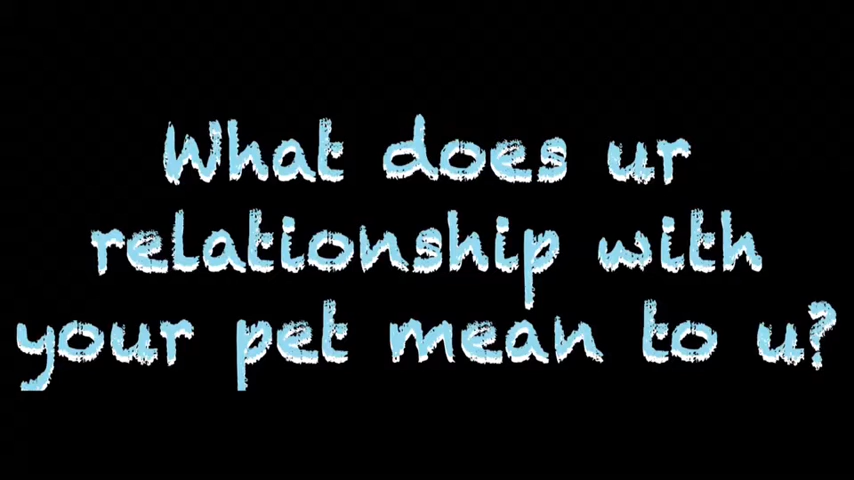 What does ur
relationship with
your pet mean to u?